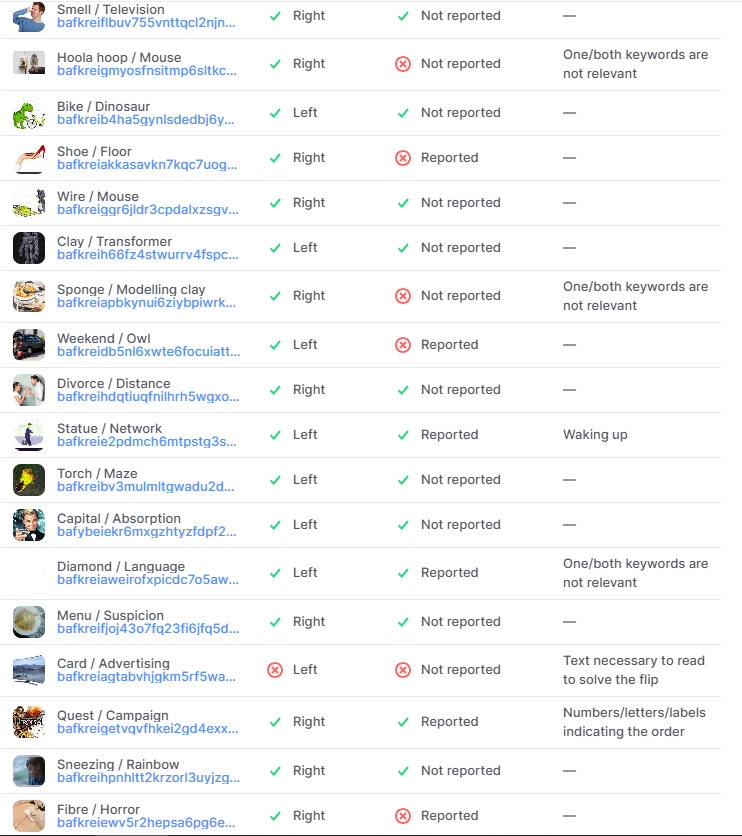 Smell / Television
bafkreiflbuv755vnttqcl2njn...
Right
Not reported
—
Hoola hoop / Mouse
bafkreigmyosfnsitmp6sltkc...
Right
Not reported
One/both keywords are
not relevant
Bike / Dinosaur
bafkreib4ha5gynlsdedbj6y...
Left
Not reported
—
Shoe / Floor
bafkreiakkasavkn7kqc7uog...
Right
Reported
—
Wire / Mouse
bafkreiggr6jldr3cpdalxzsgv...
Right
Not reported
—
Clay / Transformer
bafkreih66fz4stwurrv4fspc...
Left
Not reported
—
Sponge / Modelling clay
bafkreiapbkynui6ziybpiwrk...
Right
Not reported
One/both keywords are
not relevant
Weekend / Owl
bafkreidb5nl6xwte6focuiatt...
Left
Reported
—
Divorce / Distance
bafkreihdqtiuqfnilhrh5wgxo...
Right
Not reported
—
Statue / Network
bafkreie2pdmch6mtpstg3s...
Left
Reported
Waking up
Torch / Maze
bafkreibv3mulmltgwadu2d...
Left
Not reported
—
Capital / Absorption
bafybeiekr6mxgzhtyzfdpf2...
Left
Not reported
—
Diamond / Language
bafkreiaweirofxpicdc7o5aw...
Left
Reported
One/both keywords are
not relevant
Menu / Suspicion
bafkreifjoj43o7fq23fi6jfq5d...
Right
Not reported
—
Card / Advertising
bafkreiagtabvhjgkm5rf5wa...
Left
Not reported
Text necessary to read
to solve the flip
Quest / Campaign
bafkreigetvqvfhkei2gd4exx...
Right
Reported
Numbers/letters/labels
indicating the order
Sneezing / Rainbow
bafkreihpnhltt2krzorl3uyjzg...
Right
Not reported
—
Fibre / Horror
bafkreiewv5r2hepsa6pg6e...
Right
Reported
—